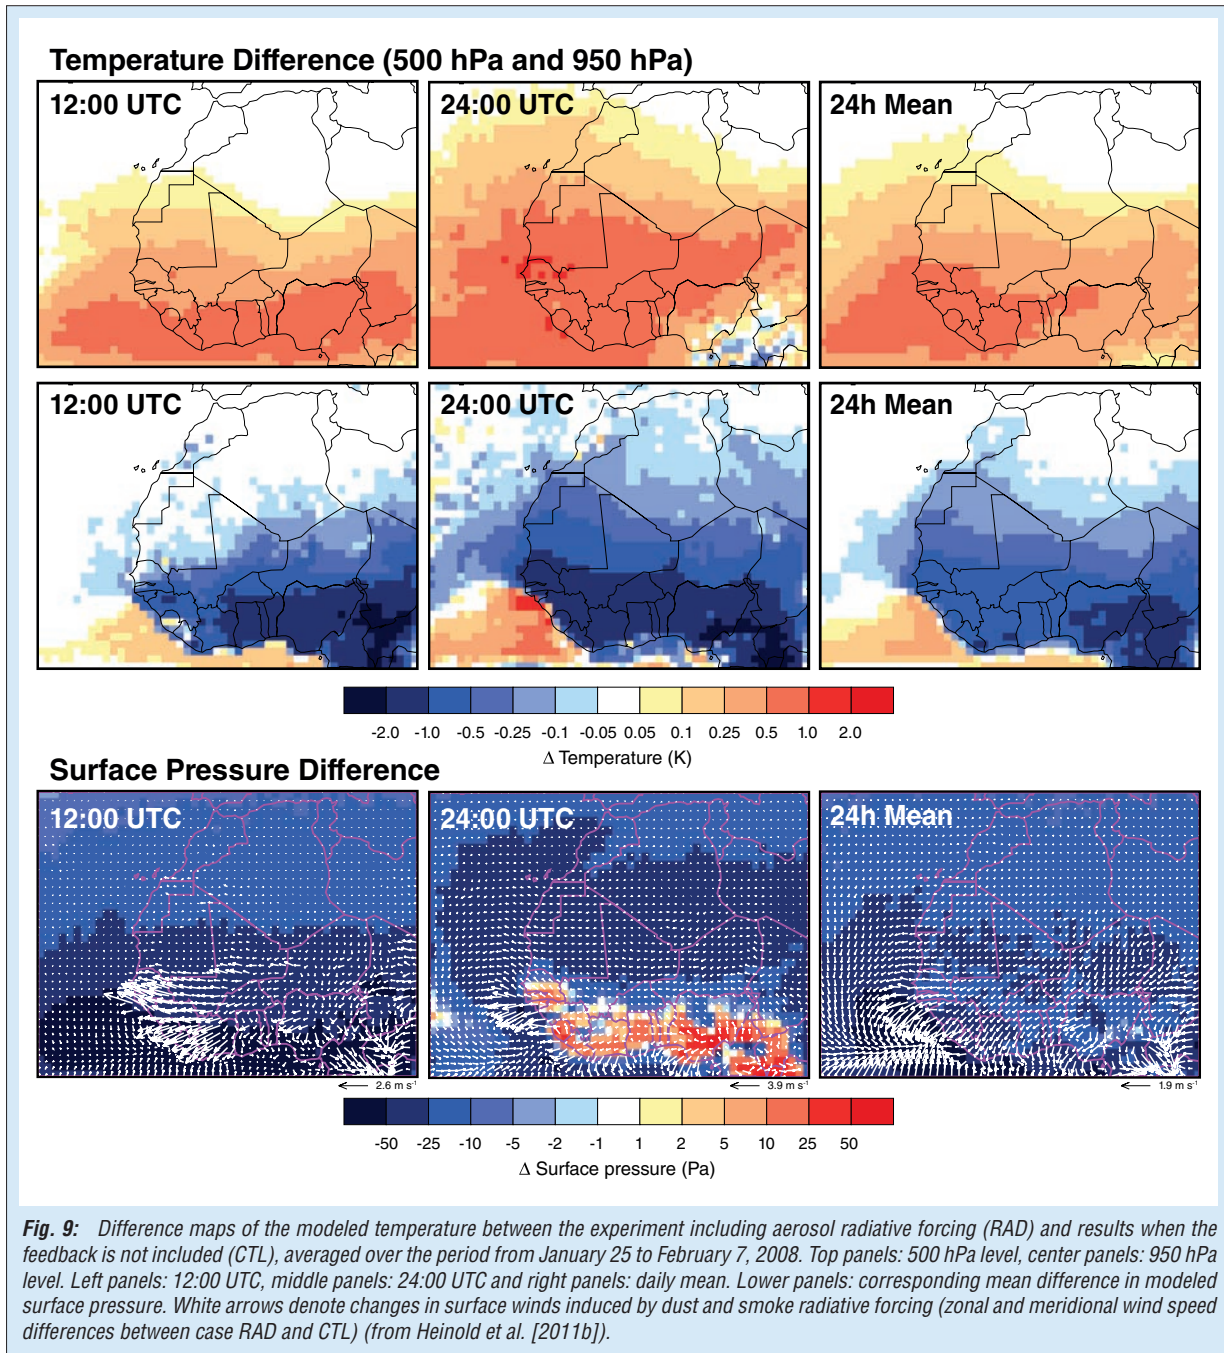 Temperature Difference (500 hPa and 950 hPa)
12:00 UTC
24:00 UTC
24h Mean
12:00 UTC
24:00 UTC
24h Mean
-2.0 -1.0 -0.5 -0.25 -0.1 -0.05 0.05 0.1 0.25 0.5 1.0 2.0
Δ Temperature (K)
Surface Pressure Difference
12:00 UTC
24:00 UTC
24h Mean
2.6 m s⁻¹
3.9 m s⁻¹
1.9 m s⁻¹
-50 -25 -10 -5 -2 -1 1 2 5 10 25 50
Δ Surface pressure (Pa)
Fig. 9: Difference maps of the modeled temperature between the experiment including aerosol radiative forcing (RAD) and results when the
feedback is not included (CTL), averaged over the period from January 25 to February 7, 2008. Top panels: 500 hPa level, center panels: 950 hPa
level. Left panels: 12:00 UTC, middle panels: 24:00 UTC and right panels: daily mean. Lower panels: corresponding mean difference in modeled
surface pressure. White arrows denote changes in surface winds induced by dust and smoke radiative forcing (zonal and meridional wind speed
differences between case RAD and CTL) (from Heinold et al. [2011b]).